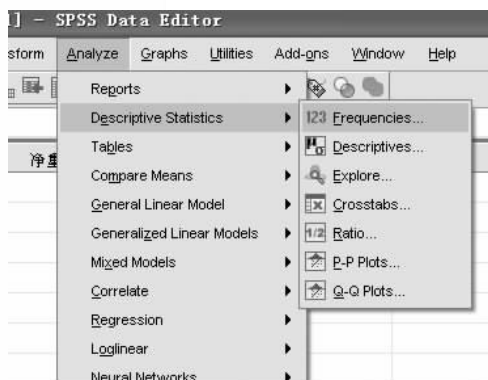 ] - SPSS Data Editor
sform Analyze Graphs Utilities Add-ons Window Help
Reports
Descriptive Statistics
Tables
Compare Means
General Linear Model
Generalized Linear Models
Mixed Models
Correlate
Regression
Loglinear
Neural Networks
123 Frequencies...
Descriptives...
Explore...
Crosstabs...
1/2 Ratio...
P-P Plots...
Q-Q Plots...
净重